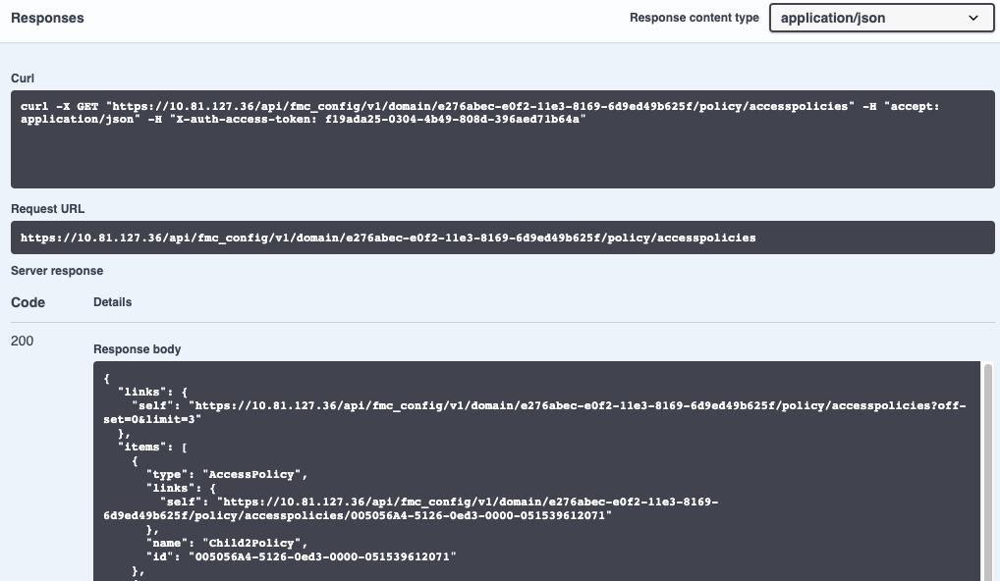 Responses
Response content type
application/json
Curl
curl -X GET "https://10.81.127.36/api/fmc_config/v1/domain/e276abec-e0f2-11e3-8169-6d9ed49b625f/policy/accesspolicies" -H "accept:
application/json" -H "X-auth-access-token: f19ada25-0304-4b49-808d-396aed71b64a"
Request URL
https://10.81.127.36/api/fmc_config/v1/domain/e276abec-e0f2-11e3-8169-6d9ed49b625f/policy/accesspolicies
Server response
Code Details
200
Response body
{
"links": {
"self": "https://10.81.127.36/api/fmc_config/v1/domain/e276abec-e0f2-11e3-8169-6d9ed49b625f/policy/accesspolicies?off-
set=0&limit=3"
},
"items": [
{
"type": "AccessPolicy",
"links": {
"self": "https://10.81.127.36/api/fmc_config/v1/domain/e276abec-e0f2-11e3-8169-
6d9ed49b625f/policy/accesspolicies/005056A4-5126-0ed3-0000-051539612071"
},
"name": "Child2Policy",
"id": "005056A4-5126-0ed3-0000-051539612071"
},